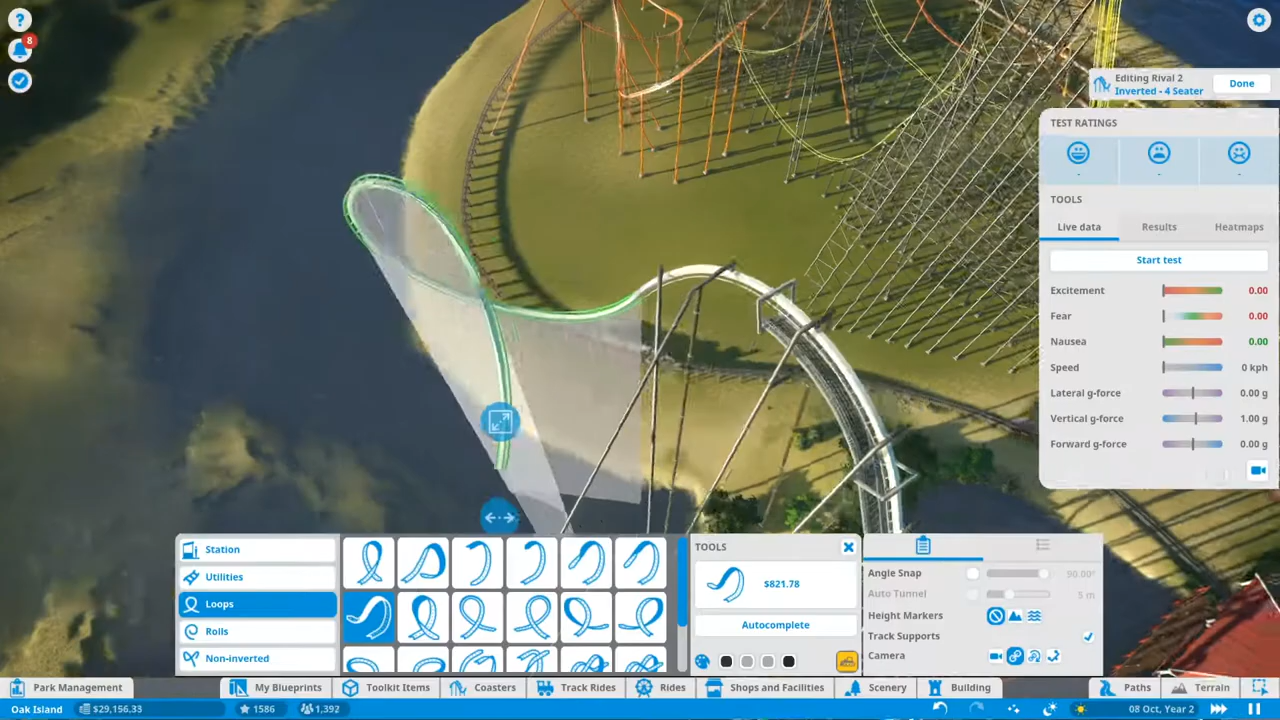 ?
8
Editing Rival 2
Inverted - 4 Seater
Done
TEST RATINGS
- - -
TOOLS
Live data Results Heatmaps
Start test
Excitement 0.00
Fear 0.00
Nausea 0.00
Speed 0 kph
Lateral g-force 0.00 g
Vertical g-force 1.00 g
Forward g-force 0.00 g
Station
Utilities
Loops
Rolls
Non-inverted
TOOLS
$821.78
Autocomplete
Angle Snap 90.00°
Auto Tunnel 5 m
Height Markers
Track Supports
Camera
Park Management My Blueprints Toolkit Items Coasters Track Rides Rides Shops and Facilities Scenery Building Paths Terrain
Oak Island $29,156.33 1586 1,392 08 Oct, Year 2